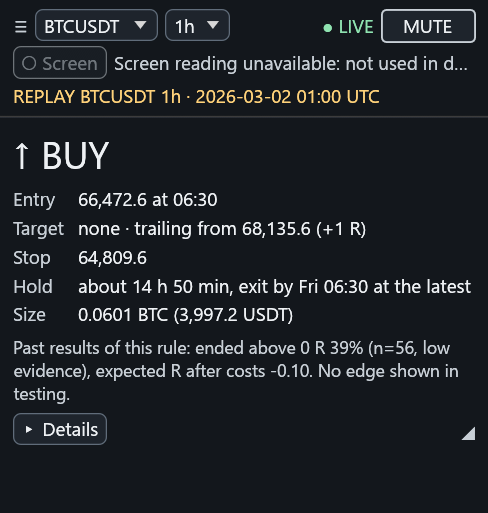 ☰ BTCUSDT ▼ 1h ▼ ● LIVE MUTE
○ Screen Screen reading unavailable: not used in d...
REPLAY BTCUSDT 1h · 2026-03-02 01:00 UTC
↑ BUY
Entry 66,472.6 at 06:30
Target none · trailing from 68,135.6 (+1 R)
Stop 64,809.6
Hold about 14 h 50 min, exit by Fri 06:30 at the latest
Size 0.0601 BTC (3,997.2 USDT)
Past results of this rule: ended above 0 R 39% (n=56, low
evidence), expected R after costs -0.10. No edge shown in
testing.
▸ Details